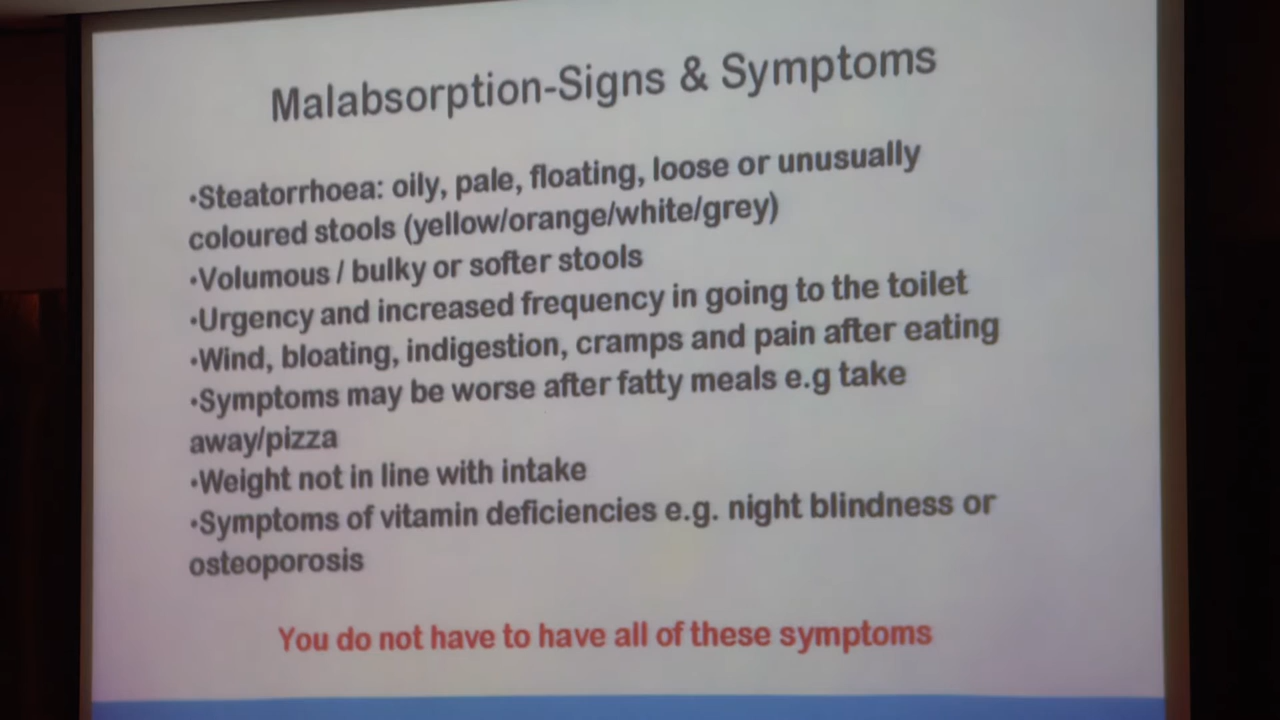 Malabsorption-Signs & Symptoms
•Steatorrhoea: oily, pale, floating, loose or unusually
coloured stools (yellow/orange/white/grey)
•Volumous / bulky or softer stools
•Urgency and increased frequency in going to the toilet
•Wind, bloating, indigestion, cramps and pain after eating
•Symptoms may be worse after fatty meals e.g take
away/pizza
•Weight not in line with intake
•Symptoms of vitamin deficiencies e.g. night blindness or
osteoporosis
You do not have to have all of these symptoms